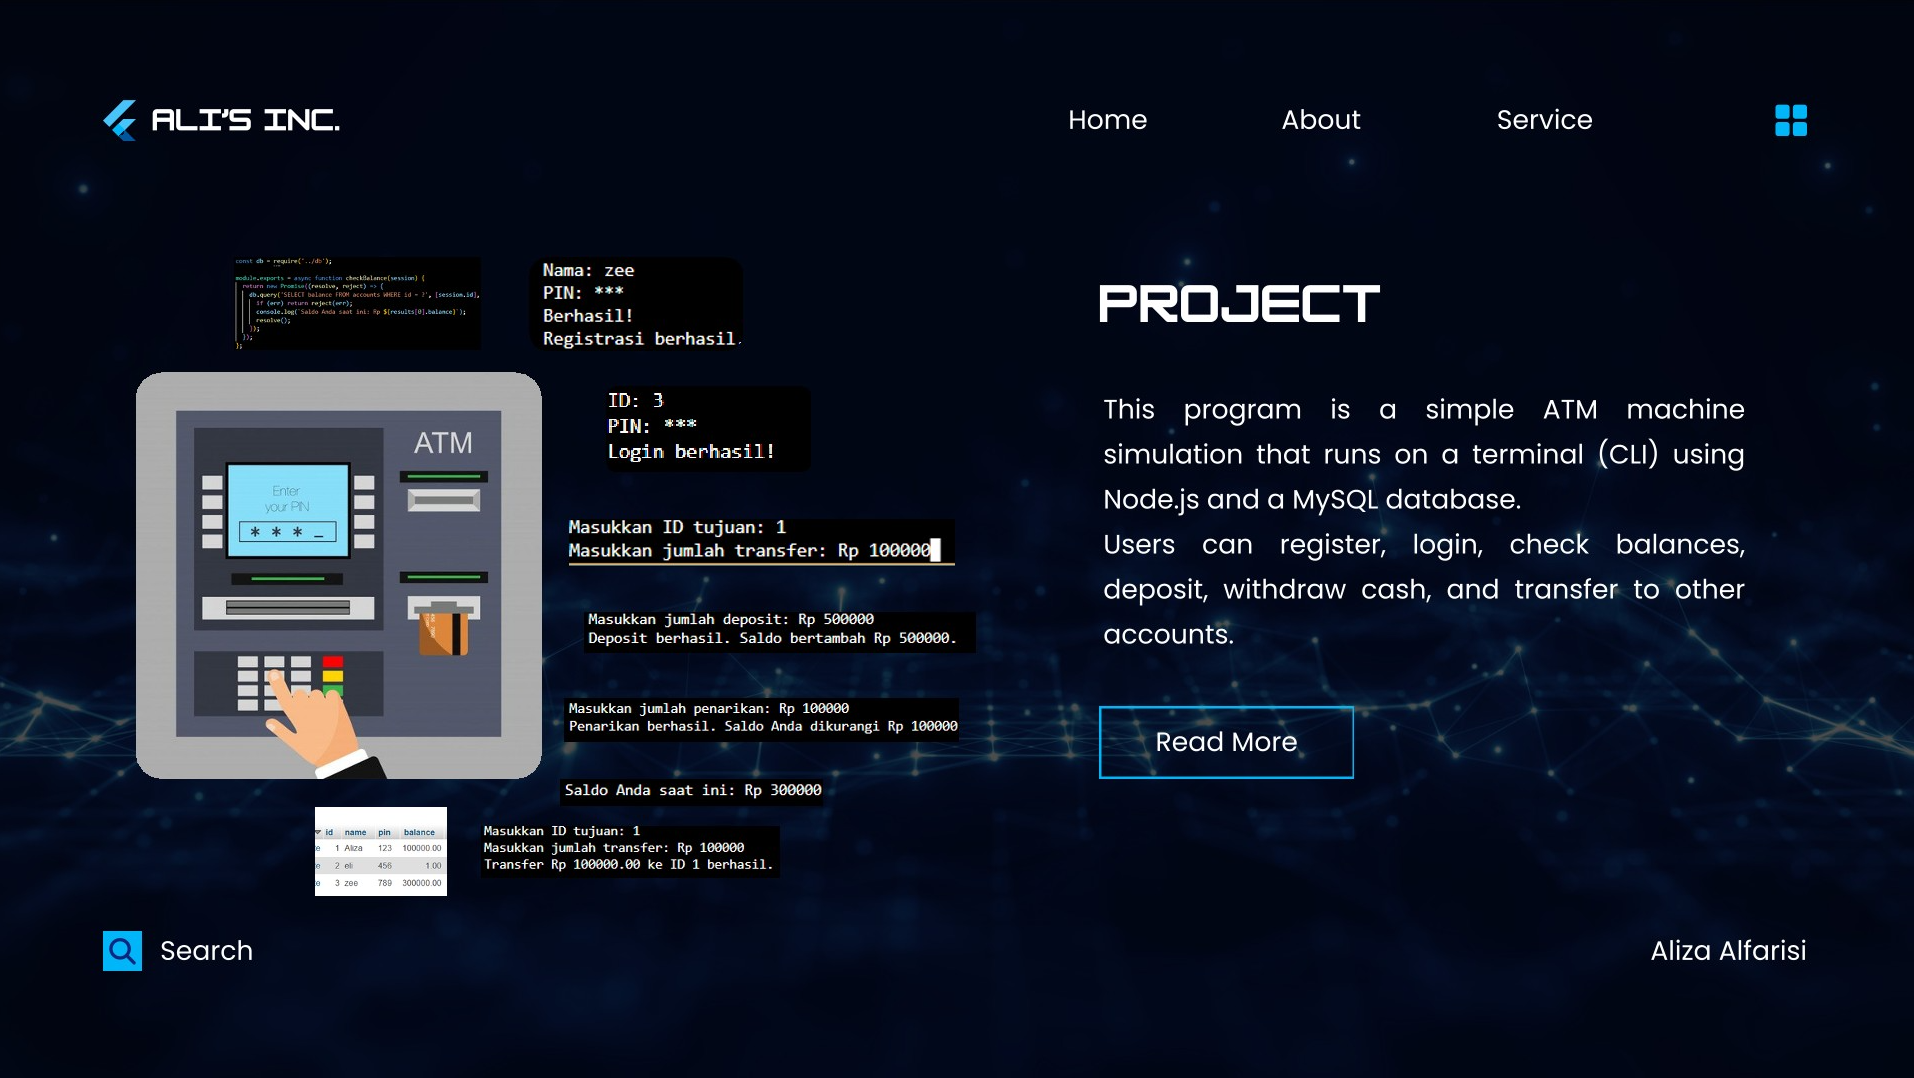 ALI'S INC.
Home
About
Service
const db = require('../db');
module.exports = async function checkBalance(session) {
return new Promise((resolve, reject) => {
db.query('SELECT balance FROM accounts WHERE id = ?', [session.id],
if (err) return reject(err);
console.log(`Saldo Anda saat ini: Rp ${results[0].balance}`);
resolve();
});
});
};
Nama: zee
PIN: ***
Berhasil!
Registrasi berhasil.
ID: 3
PIN: ***
Login berhasil!
ATM
Enter
your PIN
* * * _
Masukkan ID tujuan: 1
Masukkan jumlah transfer: Rp 100000
Masukkan jumlah deposit: Rp 500000
Deposit berhasil. Saldo bertambah Rp 500000.
Masukkan jumlah penarikan: Rp 100000
Penarikan berhasil. Saldo Anda dikurangi Rp 100000
Saldo Anda saat ini: Rp 300000
id name pin balance
e 1 Aliza 123 100000.00
e 2 eli 456 1.00
e 3 zee 789 300000.00
Masukkan ID tujuan: 1
Masukkan jumlah transfer: Rp 100000
Transfer Rp 100000.00 ke ID 1 berhasil.
PROJECT
This program is a simple ATM machine
simulation that runs on a terminal (CLI) using
Node.js and a MySQL database.
Users can register, login, check balances,
deposit, withdraw cash, and transfer to other
accounts.
Read More
Search
Aliza Alfarisi